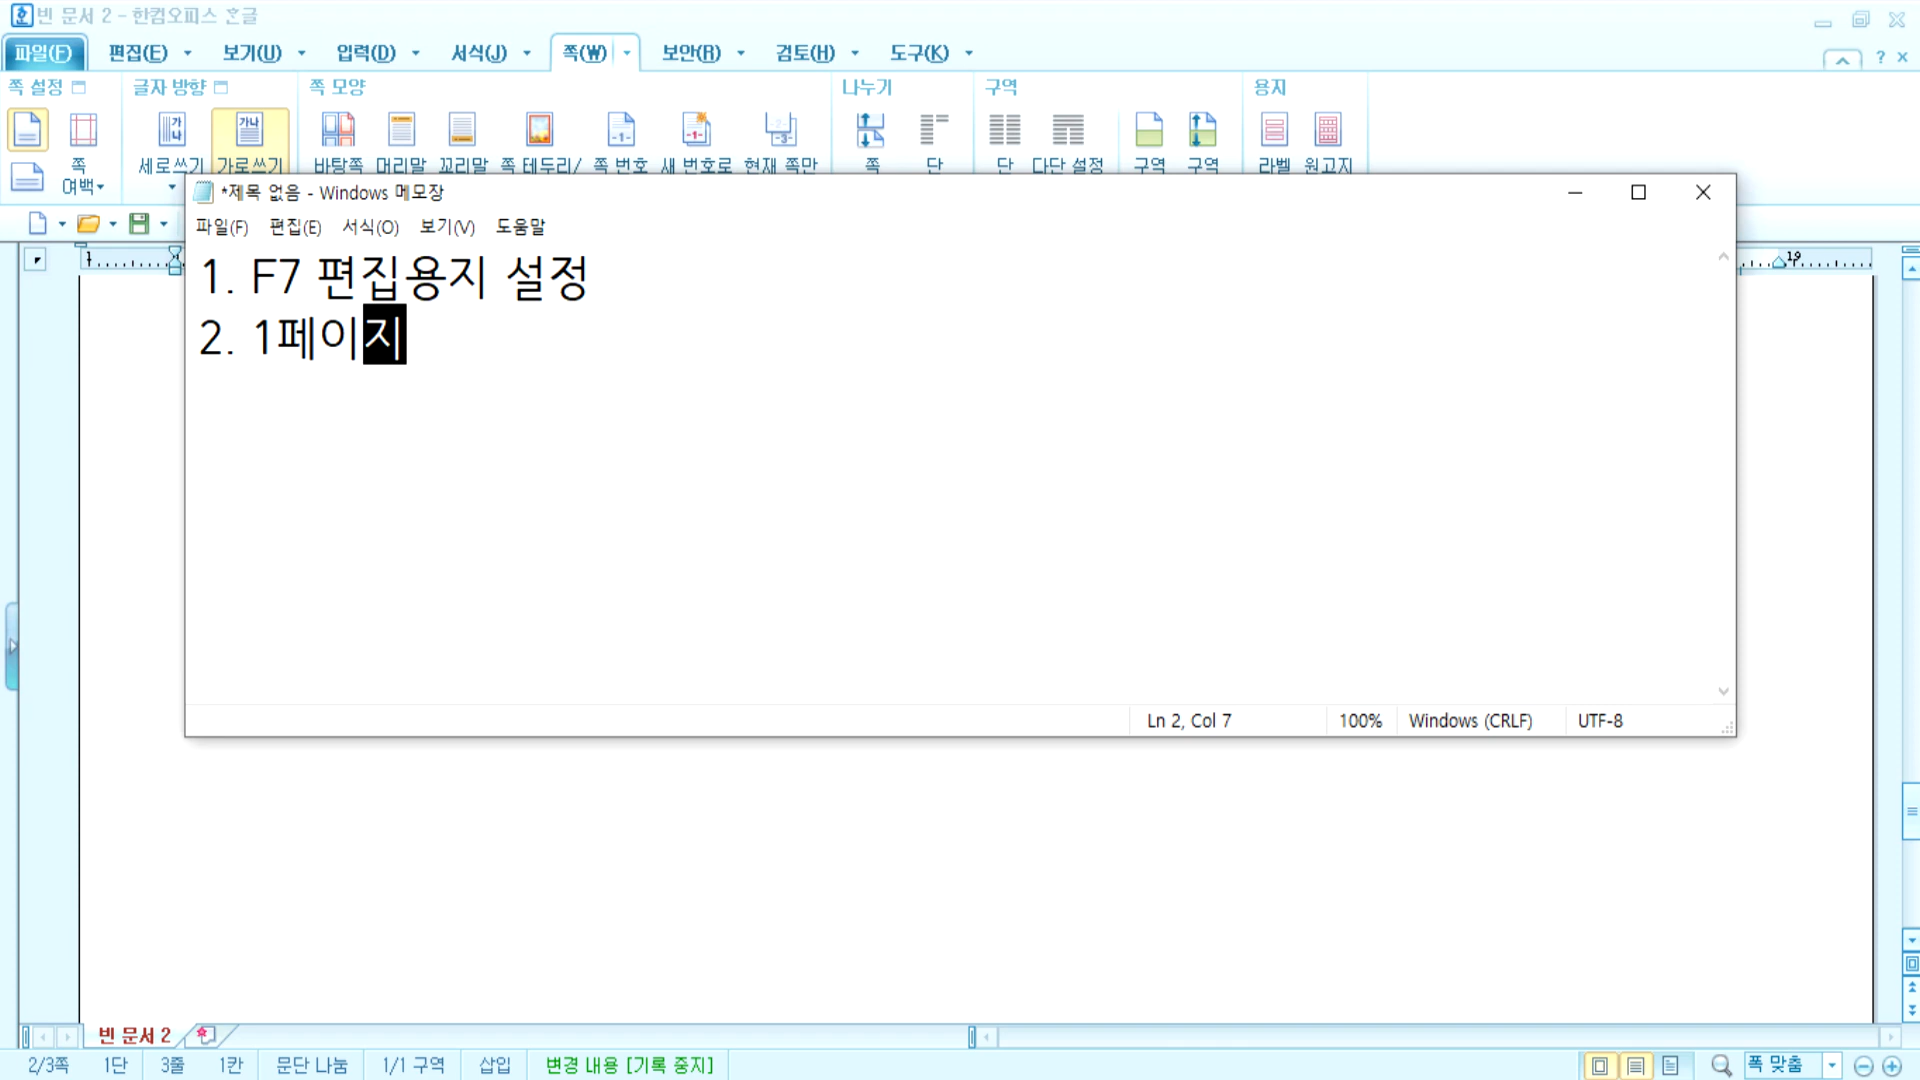 빈 문서 2 - 한컴오피스 한글
파일(F) 편집(E) 보기(U) 입력(D) 서식(J) 쪽(W) 보안(R) 검토(H) 도구(K)
쪽 설정 글자 방향 쪽 모양 나누기 구역 용지
쪽 여백 세로쓰기 가로쓰기 바탕쪽 머리말 꼬리말 쪽 테두리/ 쪽 번호 새 번호로 현재 쪽만 쪽 단 단 다단 설정 구역 구역 라벨 원고지
*제목 없음 - Windows 메모장
파일(F) 편집(E) 서식(O) 보기(V) 도움말
1. F7 편집용지 설정
2. 1페이지
Ln 2, Col 7 100% Windows (CRLF) UTF-8
빈 문서 2
2/3쪽 1단 3줄 1칸 문단 나눔 1/1 구역 삽입 변경 내용 [기록 중지] 폭 맞춤